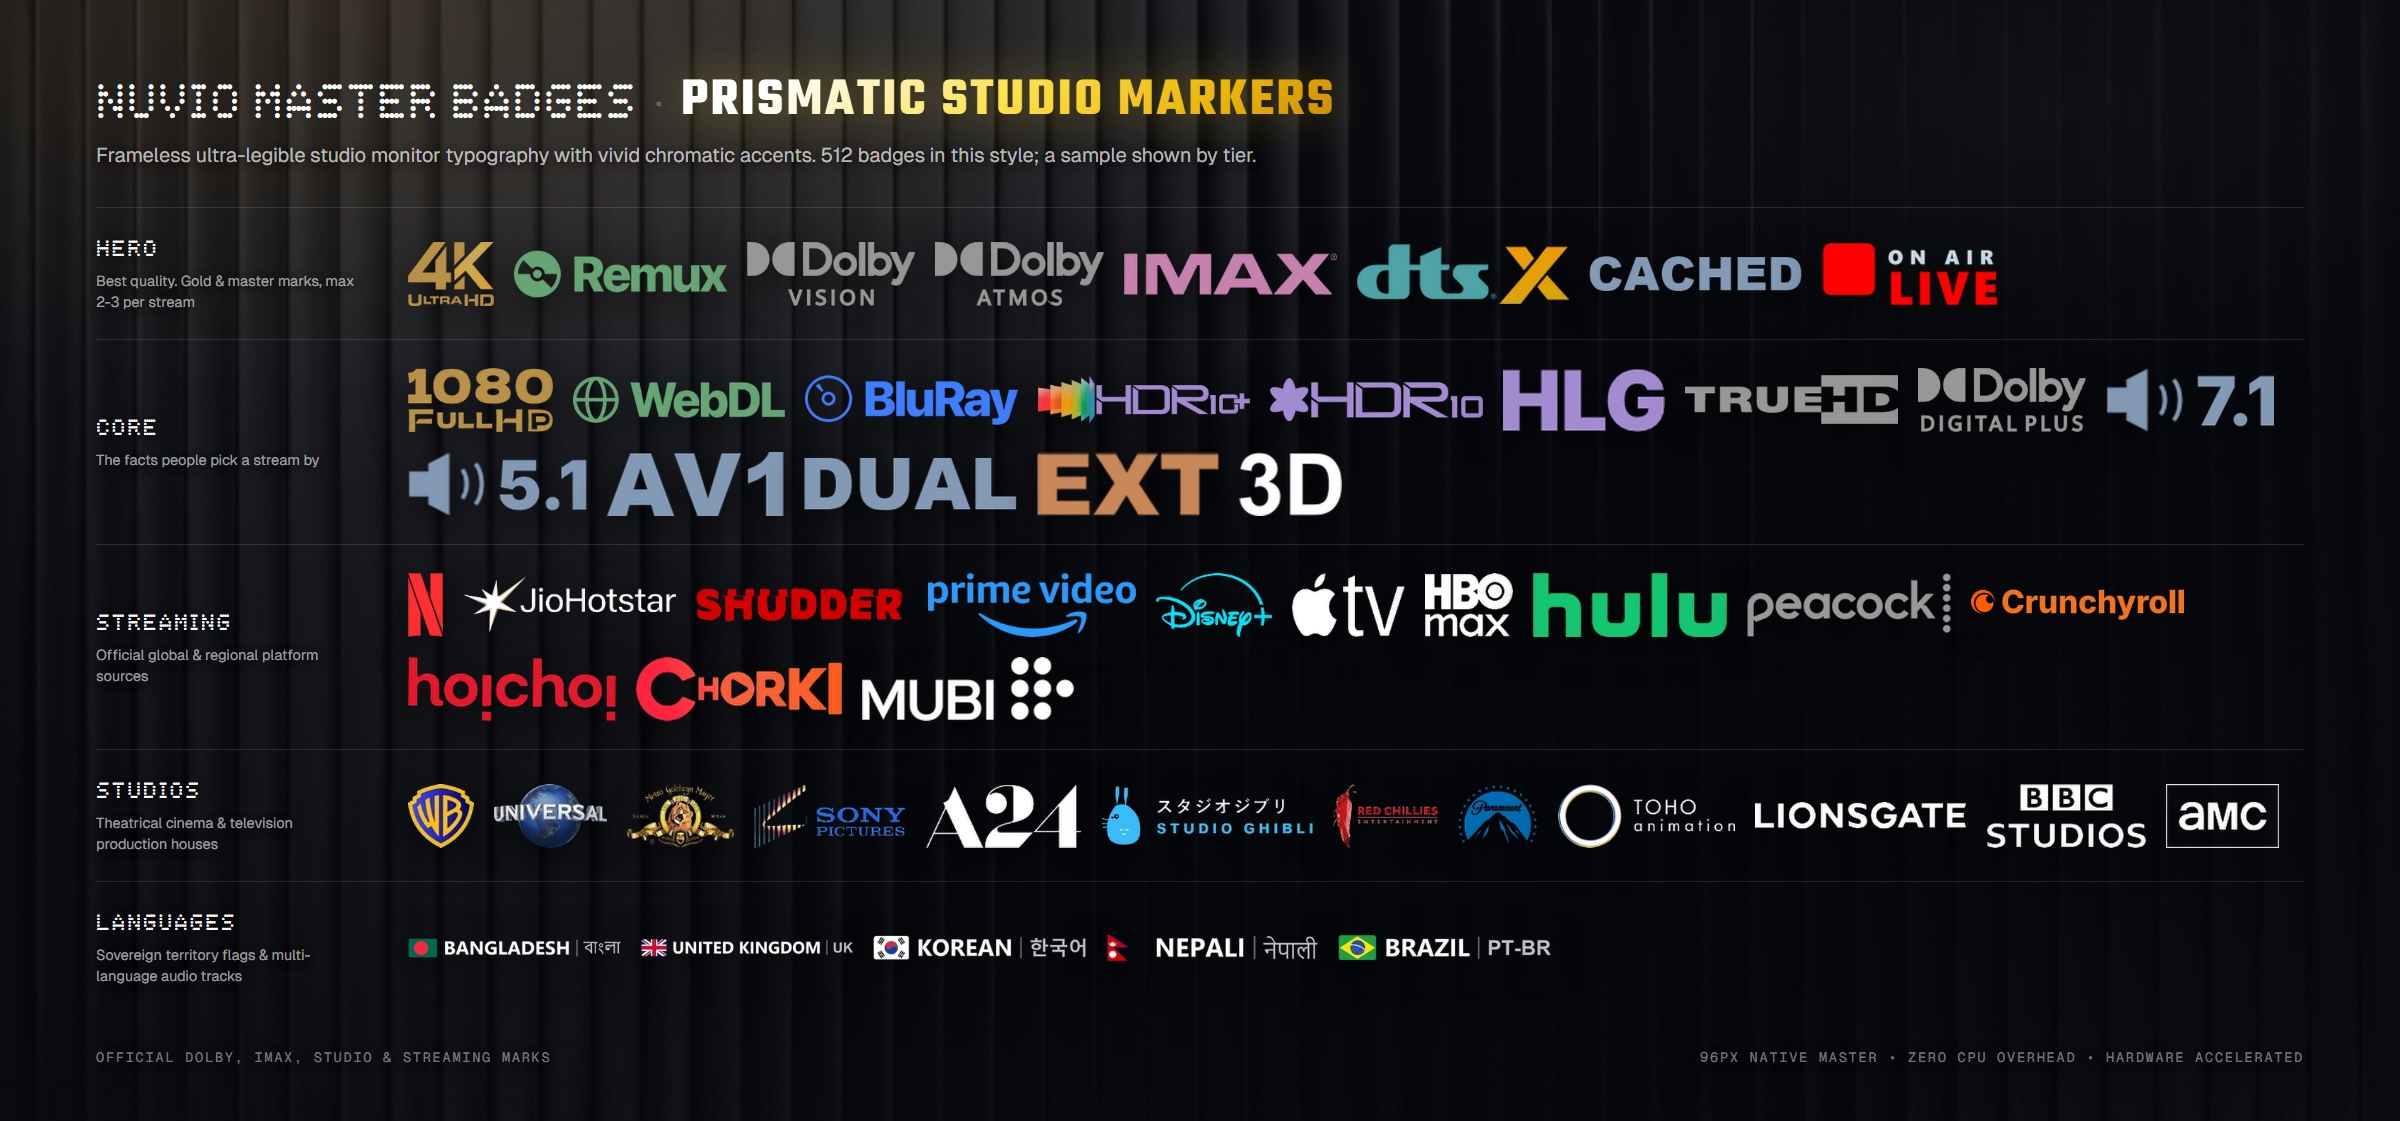 NUVIO MASTER BADGES · PRISMATIC STUDIO MARKERS
Frameless ultra-legible studio monitor typography with vivid chromatic accents. 512 badges in this style; a sample shown by tier.
HERO
Best quality. Gold & master marks, max
2-3 per stream
4K
ULTRA HD
Remux
Dolby
VISION
Dolby
ATMOS
IMAX®
dts X
CACHED
ON AIR
LIVE
CORE
The facts people pick a stream by
1080
FULL HD
WebDL
BluRay
HDR10+
HDR10
HLG
TRUEHD
Dolby
DIGITAL PLUS
7.1
5.1
AV1
DUAL
EXT
3D
STREAMING
Official global & regional platform
sources
N
JioHotstar
SHUDDER
prime video
Disney+
tv
HBO
max
hulu
peacock
Crunchyroll
hoichoi
CHORKI
MUBI
STUDIOS
Theatrical cinema & television
production houses
WB
UNIVERSAL
Metro Goldwyn Mayer
SONY
PICTURES
A24
スタジオジブリ
STUDIO GHIBLI
RED CHILLIES
ENTERTAINMENT
Paramount
TOHO
animation
LIONSGATE
BBC
STUDIOS
aMC
LANGUAGES
Sovereign territory flags & multi-
language audio tracks
BANGLADESH | বাংলা
UNITED KINGDOM | UK
KOREAN | 한국어
NEPALI | नेपाली
BRAZIL | PT-BR
OFFICIAL DOLBY, IMAX, STUDIO & STREAMING MARKS
96PX NATIVE MASTER • ZERO CPU OVERHEAD • HARDWARE ACCELERATED